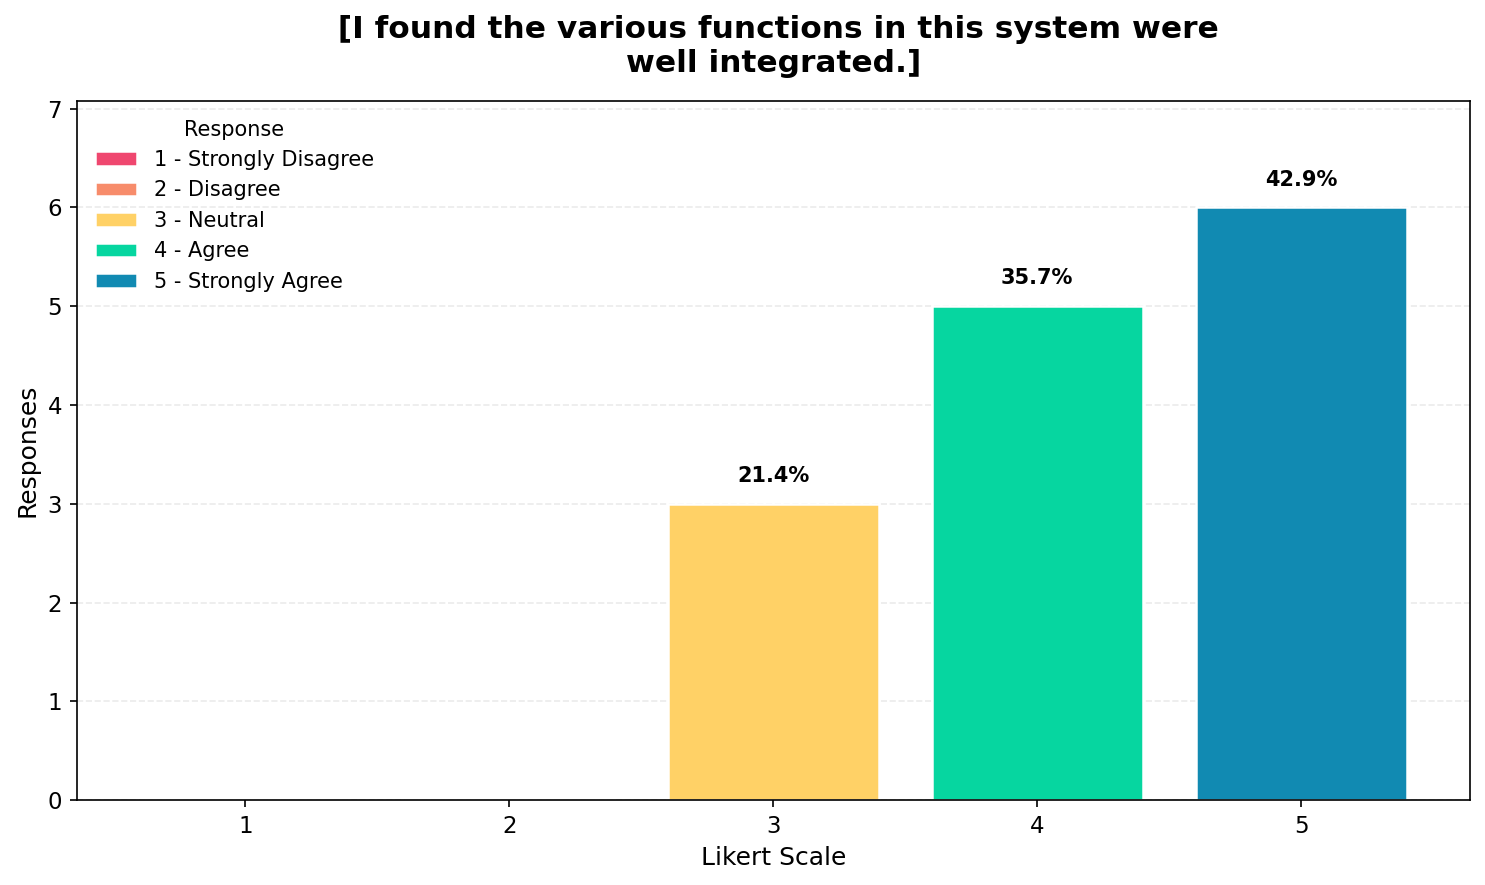 [I found the various functions in this system were
well integrated.]
Response
1 - Strongly Disagree
2 - Disagree
3 - Neutral
4 - Agree
5 - Strongly Agree
21.4%
35.7%
42.9%
Responses
7
6
5
4
3
2
1
0
1
2
3
4
5
Likert Scale